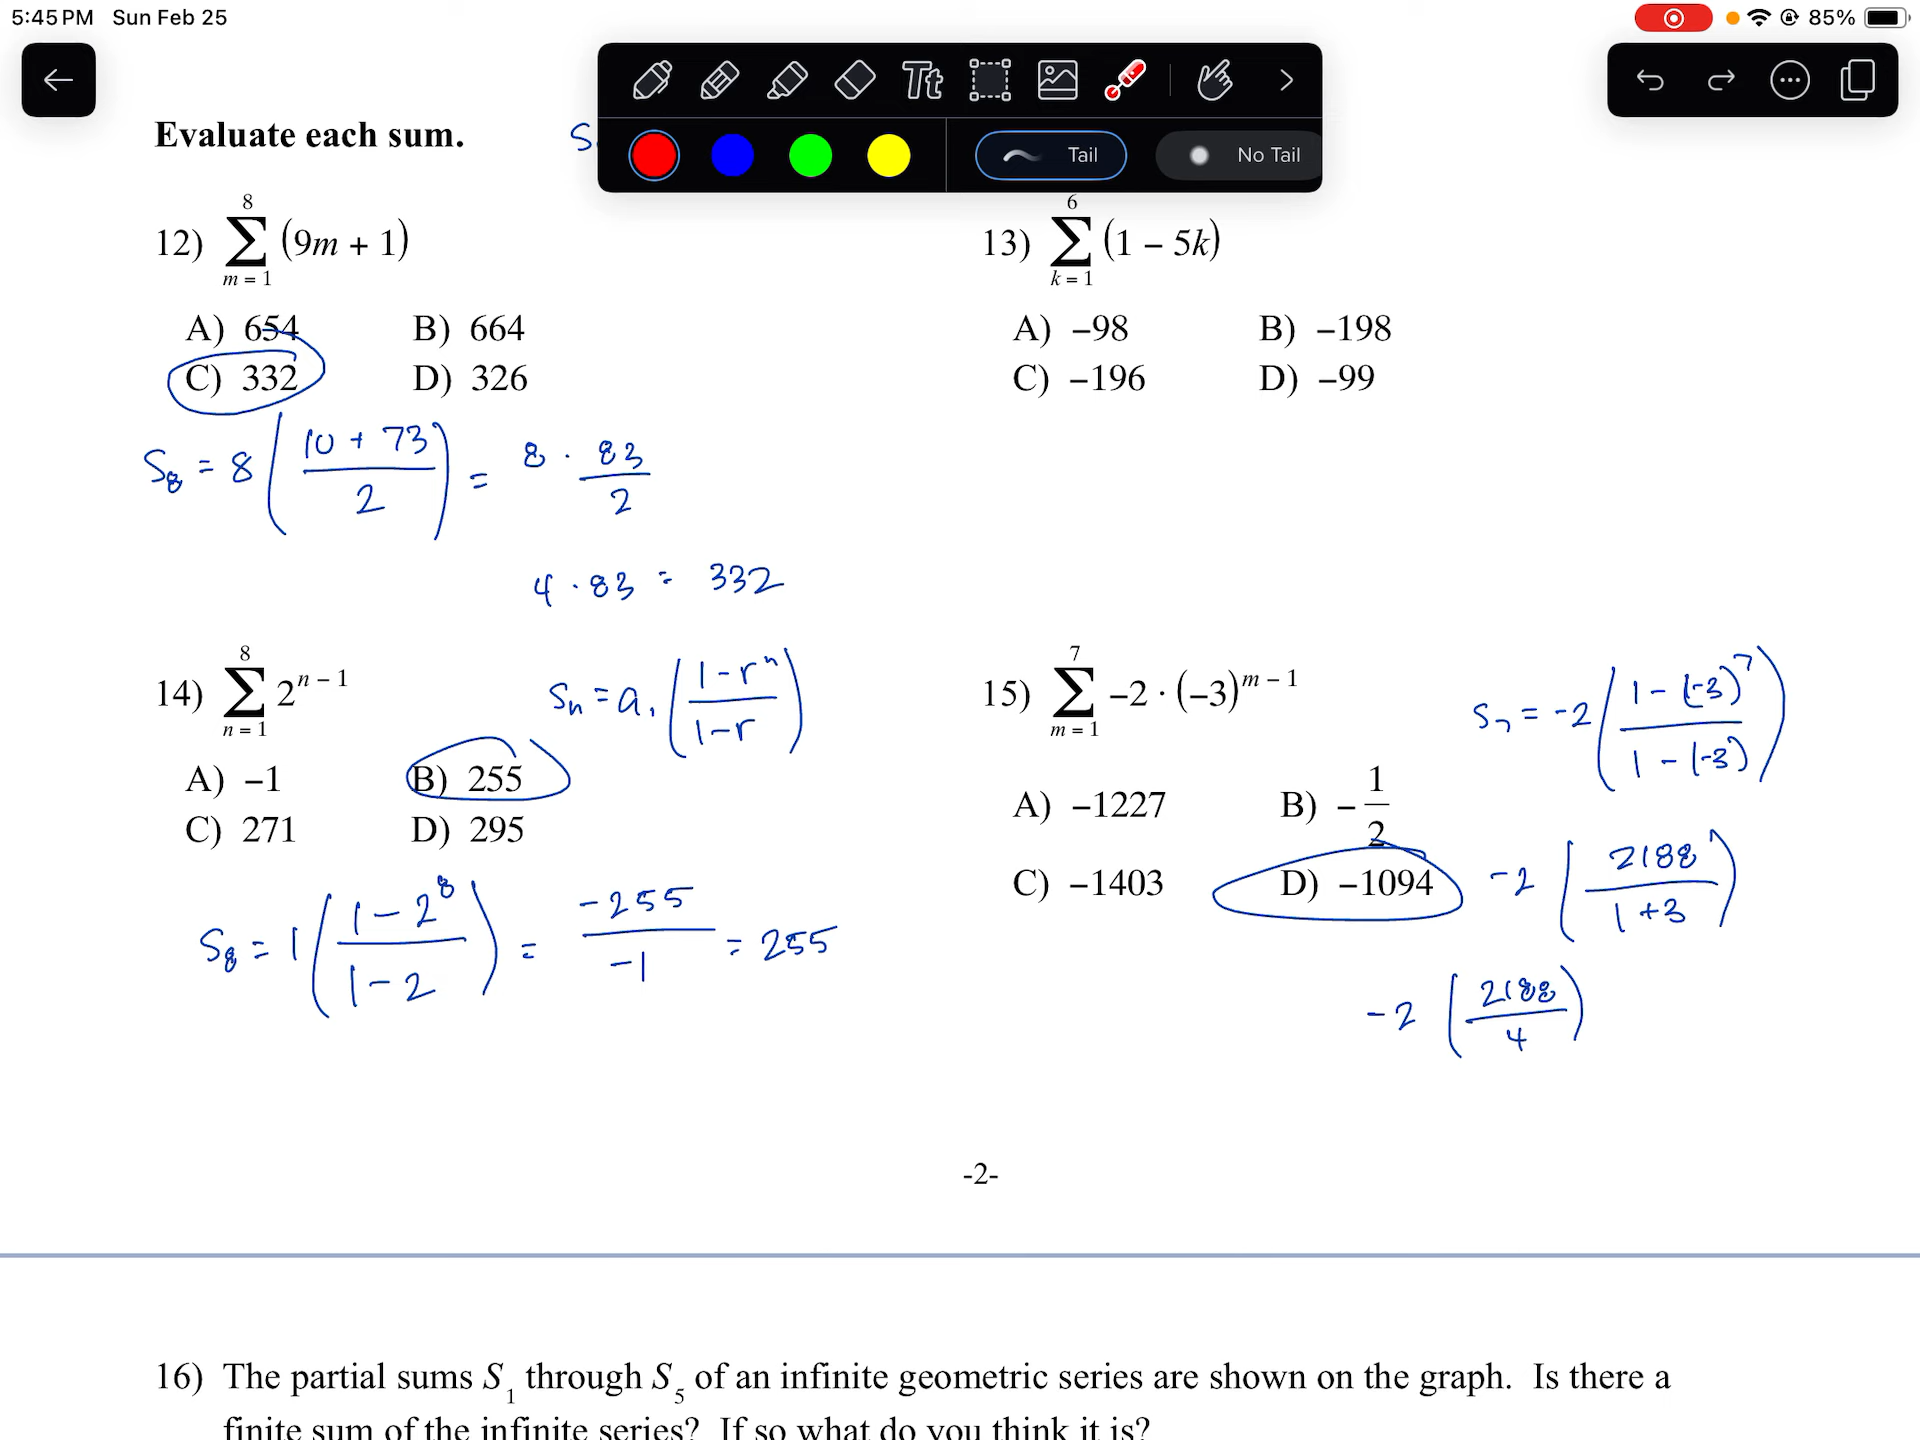 5:45 PM Sun Feb 25
85%
Tt
Tail
No Tail
Evaluate each sum.
S
12) 8 Σ m = 1 (9m + 1)
A) 654 B) 664
C) 332 D) 326
S₈ = 8 ( (10 + 73) / 2 ) = 8 · 83/2
4 · 83 = 332
13) 6 Σ k = 1 (1 – 5k)
A) –98 B) –198
C) –196 D) –99
14) 8 Σ n = 1 2ⁿ ⁻ ¹
Sₙ = a₁ ( (1 - rⁿ) / (1 - r) )
A) –1 B) 255
C) 271 D) 295
S₈ = 1 ( (1 - 2⁸) / (1 - 2) ) = -255 / -1 = 255
15) 7 Σ m = 1 –2 · (–3)ᵐ ⁻ ¹
S₇ = -2 ( (1 - (-3)⁷) / (1 - (-3)) )
A) –1227 B) –1/2
C) –1403 D) –1094
-2 ( 2188 / (1 + 3) )
-2 ( 2188 / 4 )
-2-
16) The partial sums S₁ through S₅ of an infinite geometric series are shown on the graph. Is there a
finite sum of the infinite series? If so what do you think it is?